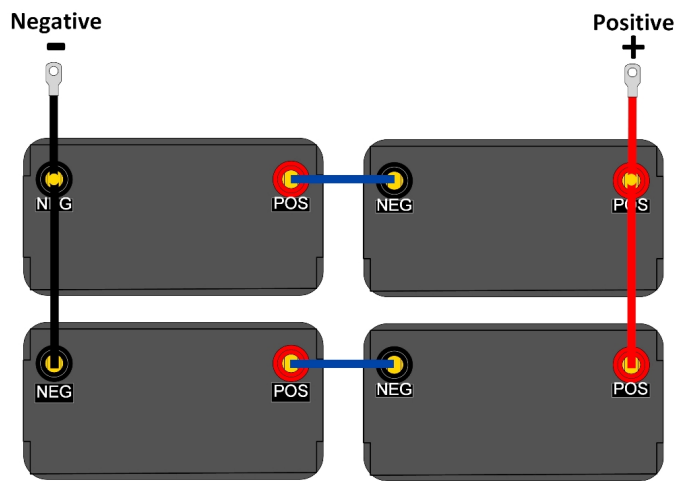 Negative
-
Positive
+
NEG
POS
NEG
POS
NEG
POS
NEG
POS